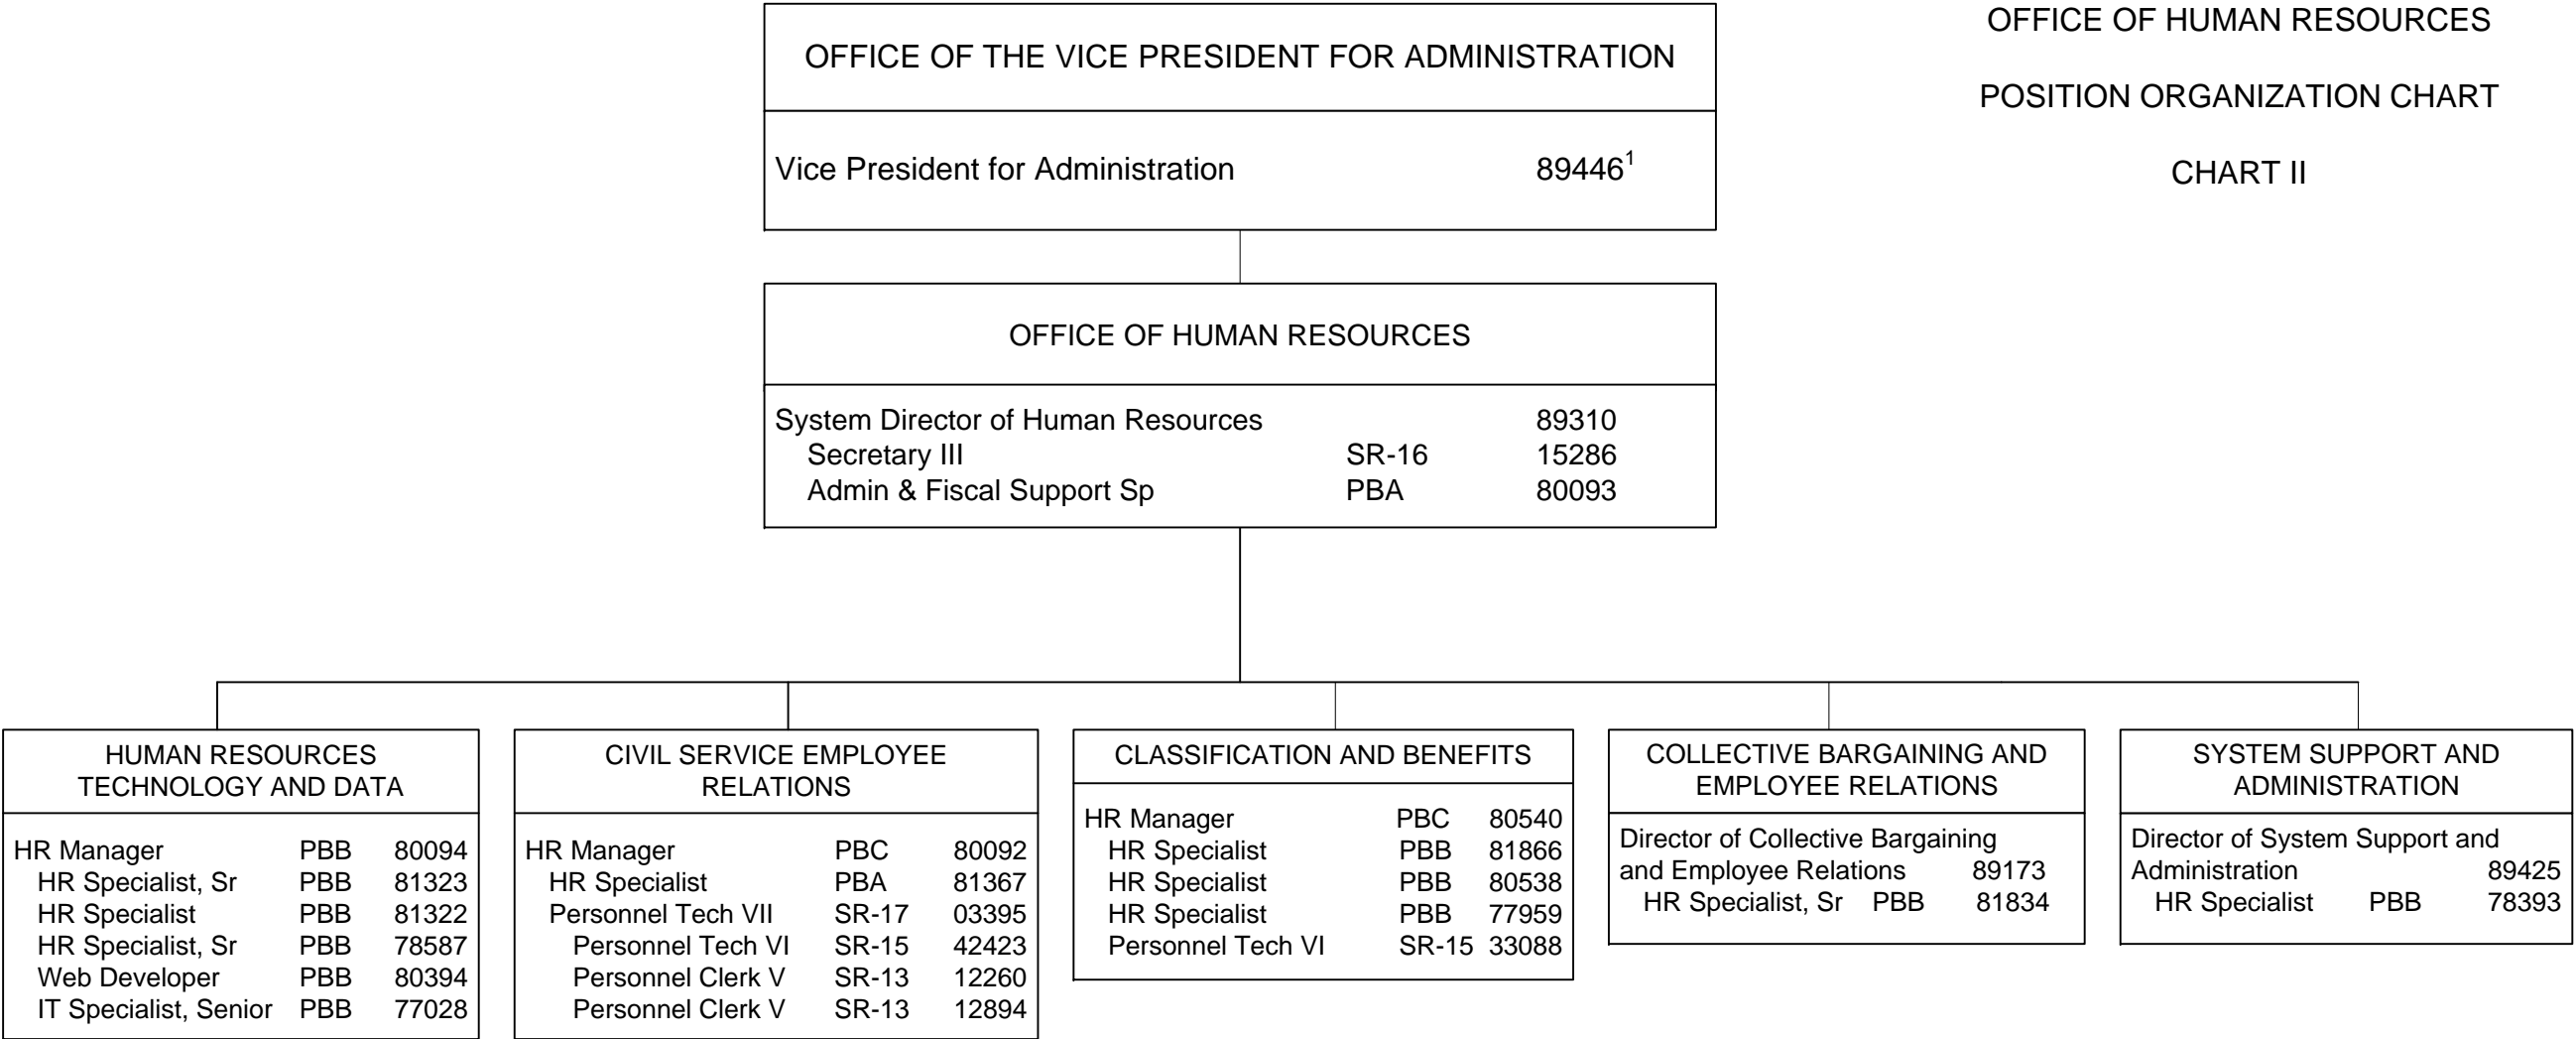 OFFICE OF HUMAN RESOURCES
POSITION ORGANIZATION CHART
CHART II
OFFICE OF THE VICE PRESIDENT FOR ADMINISTRATION
Vice President for Administration 89446¹
OFFICE OF HUMAN RESOURCES
System Director of Human Resources 89310
Secretary III SR-16 15286
Admin & Fiscal Support Sp PBA 80093
HUMAN RESOURCES
TECHNOLOGY AND DATA
HR Manager PBB 80094
HR Specialist, Sr PBB 81323
HR Specialist PBB 81322
HR Specialist, Sr PBB 78587
Web Developer PBB 80394
IT Specialist, Senior PBB 77028
CIVIL SERVICE EMPLOYEE
RELATIONS
HR Manager PBC 80092
HR Specialist PBA 81367
Personnel Tech VII SR-17 03395
Personnel Tech VI SR-15 42423
Personnel Clerk V SR-13 12260
Personnel Clerk V SR-13 12894
CLASSIFICATION AND BENEFITS
HR Manager PBC 80540
HR Specialist PBB 81866
HR Specialist PBB 80538
HR Specialist PBB 77959
Personnel Tech VI SR-15 33088
COLLECTIVE BARGAINING AND
EMPLOYEE RELATIONS
Director of Collective Bargaining
and Employee Relations 89173
HR Specialist, Sr PBB 81834
SYSTEM SUPPORT AND
ADMINISTRATION
Director of System Support and
Administration 89425
HR Specialist PBB 78393